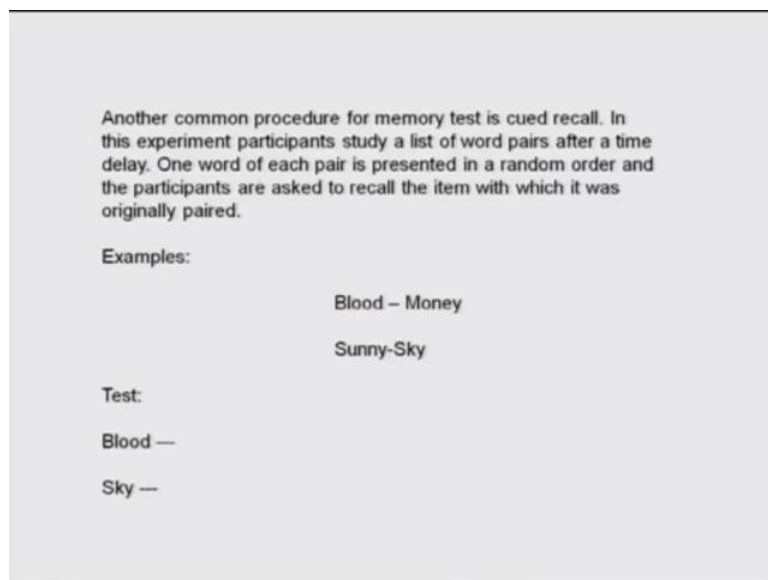 Another common procedure for memory test is cued recall. In
this experiment participants study a list of word pairs after a time
delay. One word of each pair is presented in a random order and
the participants are asked to recall the item with which it was
originally paired.
Examples:
Blood – Money
Sunny-Sky
Test:
Blood ---
Sky ---